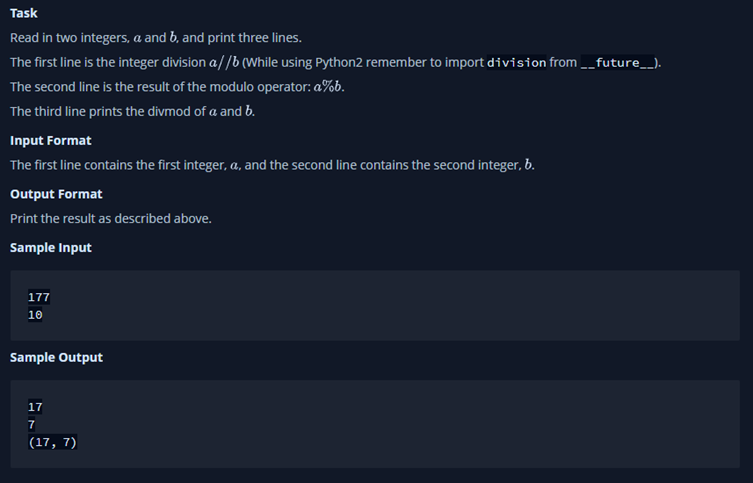 Task
Read in two integers, a and b, and print three lines.
The first line is the integer division a//b (While using Python2 remember to import division from __future__).
The second line is the result of the modulo operator: a%b.
The third line prints the divmod of a and b.
Input Format
The first line contains the first integer, a, and the second line contains the second integer, b.
Output Format
Print the result as described above.
Sample Input
177
10
Sample Output
17
7
(17, 7)